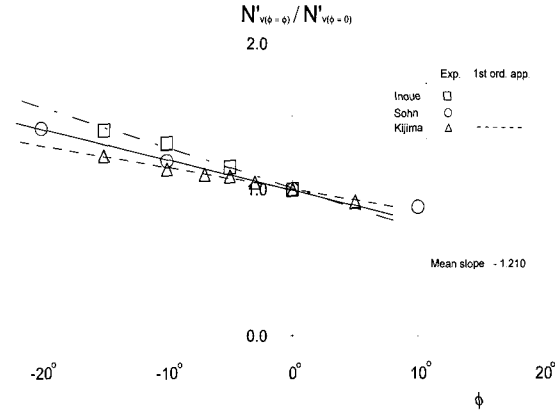 N'v(ϕ=φ) / N'v(ϕ=0)
2.0
Exp. 1st ord. app.
Inoue
Sohn
Kijima
1.0
Mean slope - 1.210
0.0
-20° -10° 0° 10° 20°
ϕ